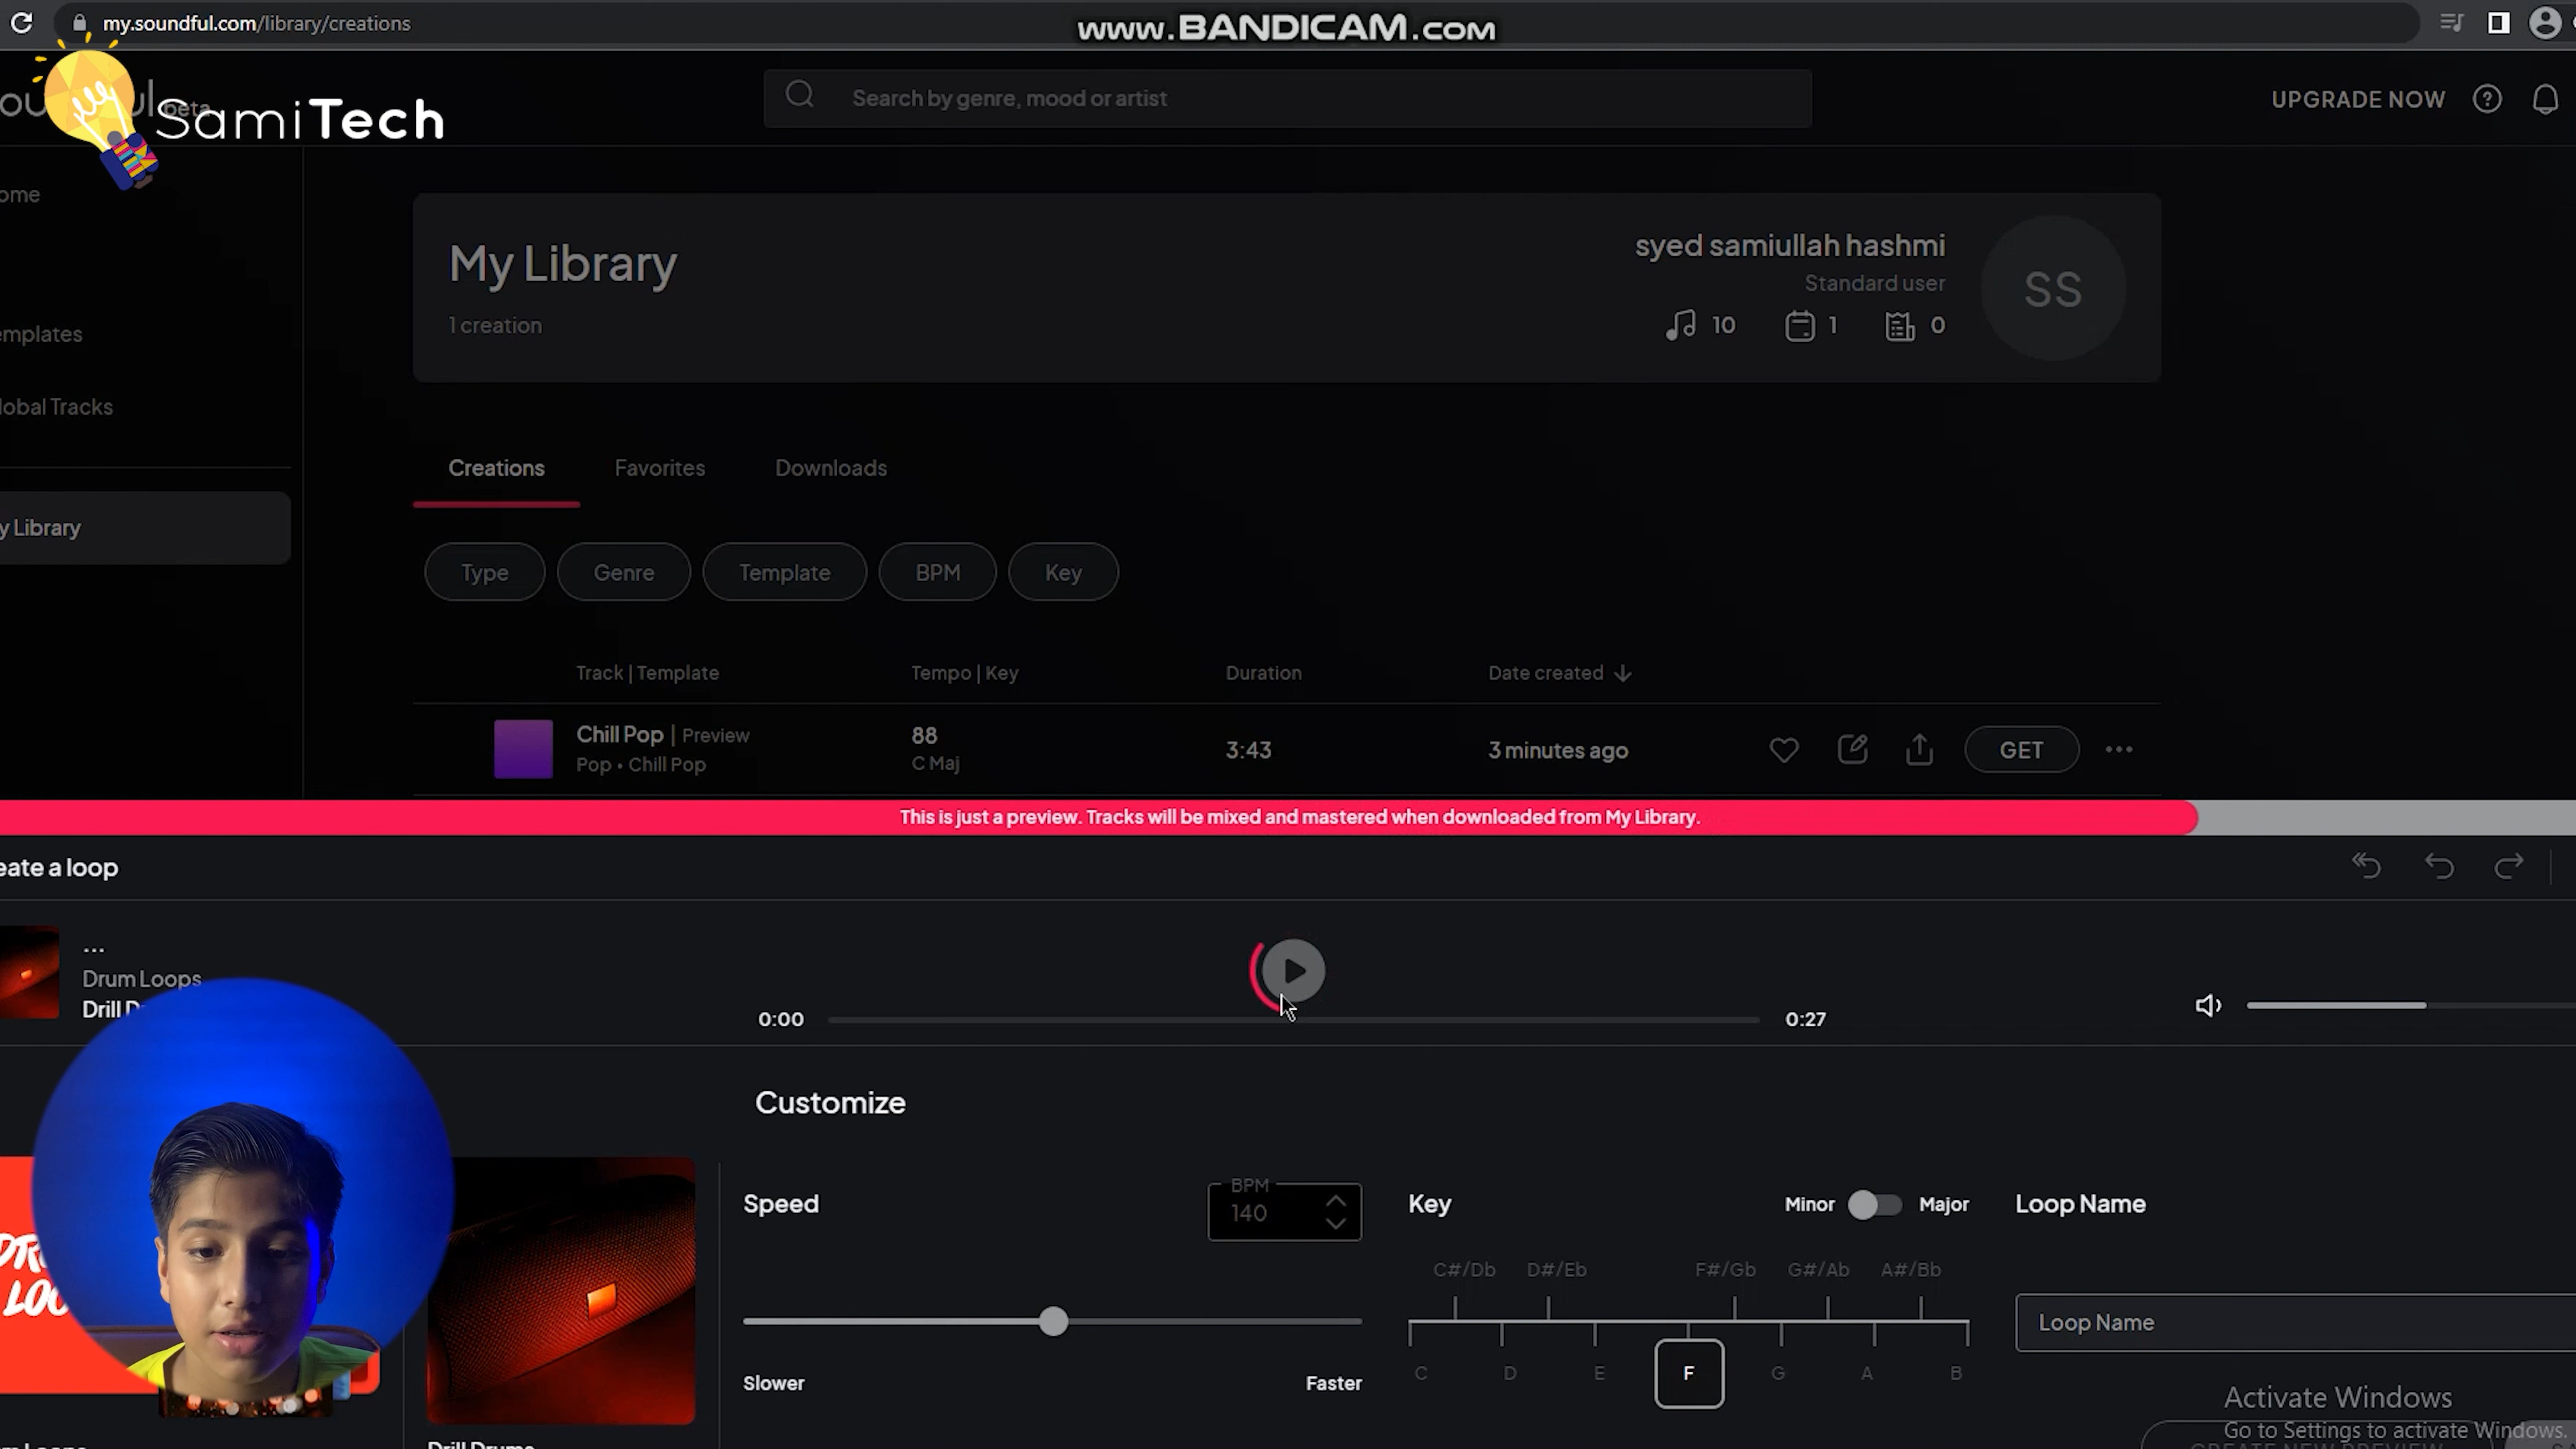 my.soundful.com/library/creations
www.BANDICAM.com
beta
SamiTech
Search by genre, mood or artist
UPGRADE NOW
ome
My Library
1 creation
syed samiullah hashmi
Standard user
10 1 0
SS
emplates
lobal Tracks
y Library
Creations Favorites Downloads
Type Genre Template BPM Key
Track | Template Tempo | Key Duration Date created
Chill Pop | Preview 88 3:43 3 minutes ago GET
Pop • Chill Pop C Maj
This is just a preview. Tracks will be mixed and mastered when downloaded from My Library.
eate a loop
...
Drum Loops
Drill D
0:00 0:27
Customize
Speed BPM 140
Slower Faster
Key Minor Major
C#/Db D#/Eb F#/Gb G#/Ab A#/Bb
C D E F G A B
Loop Name
Loop Name
Activate Windows
Go to Settings to activate Windows.
Drill Drums